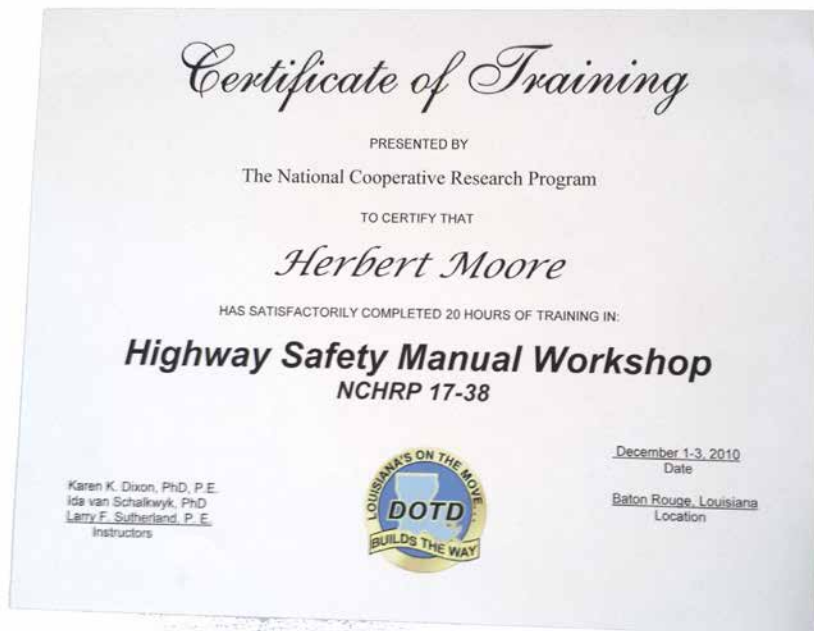 Certificate of Training
PRESENTED BY
The National Cooperative Research Program
TO CERTIFY THAT
Herbert Moore
HAS SATISFACTORILY COMPLETED 20 HOURS OF TRAINING IN:
Highway Safety Manual Workshop
NCHRP 17-38
Karen K. Dixon, PhD, P.E.
Ida van Schalkwyk, PhD
Larry F. Sutherland, P. E.
Instructors
LOUISIANA'S ON THE MOVE...
DOTD
BUILDS THE WAY
December 1-3, 2010
Date
Baton Rouge, Louisiana
Location